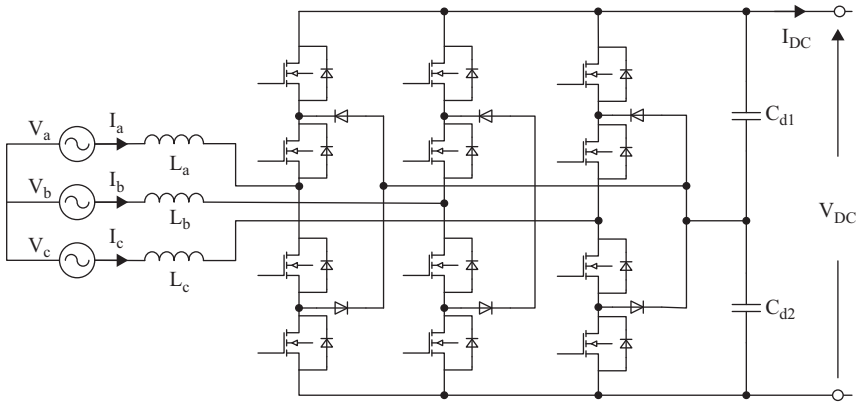 I_DC
V_a
I_a
L_a
C_d1
V_b
I_b
L_b
V_DC
V_c
I_c
L_c
C_d2